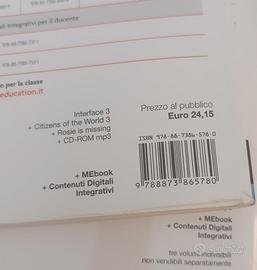 ali integrativi per il docente
o per la classe
education.it
Interface 3
+ Citizens of the World 3
+ Rosie is missing
+ CD-ROM mp3
Prezzo al pubblico
Euro 24,15
ISBN 978-88-7386-578-0
9 788873 865780
+ MEbook
+ Contenuti Digitali
Integrativi
+ MEbook
+ Contenuti Digitali
Integrativi
tre volumi indivisibili
non vendibili separatamente